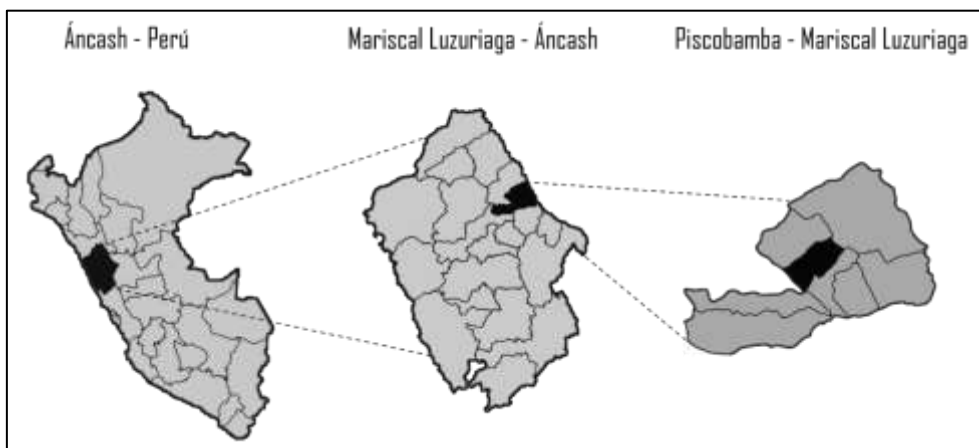 Áncash - Perú
Mariscal Luzuriaga - Áncash
Piscobamba - Mariscal Luzuriaga